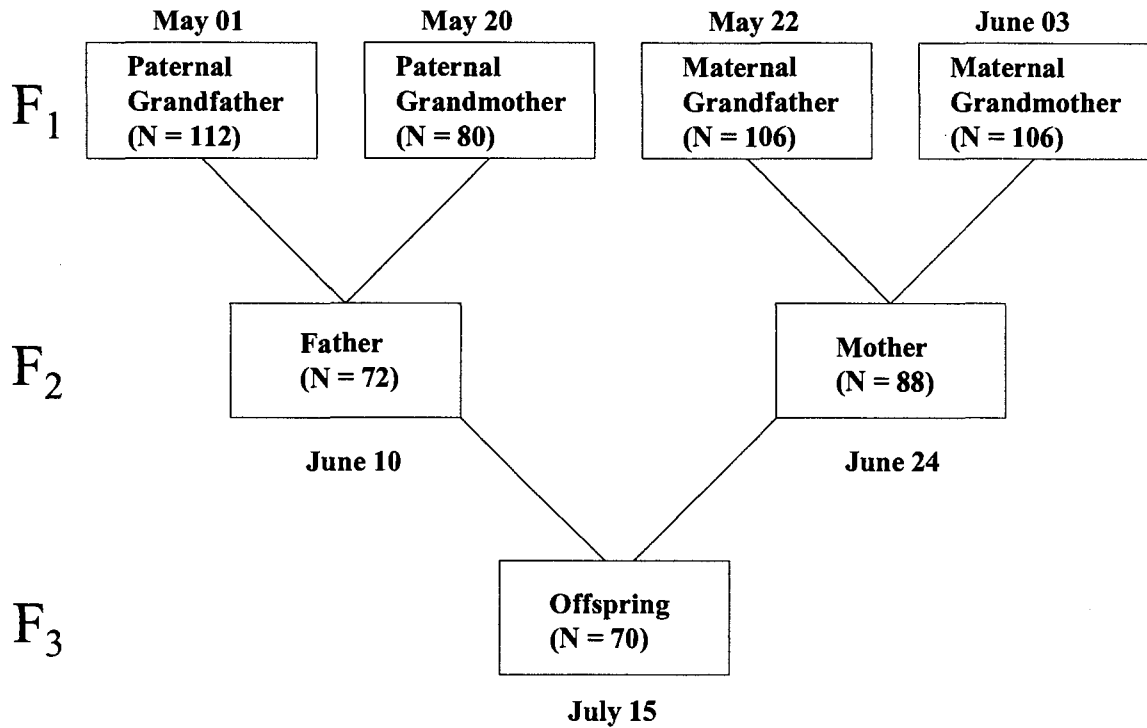 May 01
May 20
May 22
June 03
F₁
Paternal
Grandfather
(N = 112)
Paternal
Grandmother
(N = 80)
Maternal
Grandfather
(N = 106)
Maternal
Grandmother
(N = 106)
F₂
Father
(N = 72)
Mother
(N = 88)
June 10
June 24
F₃
Offspring
(N = 70)
July 15